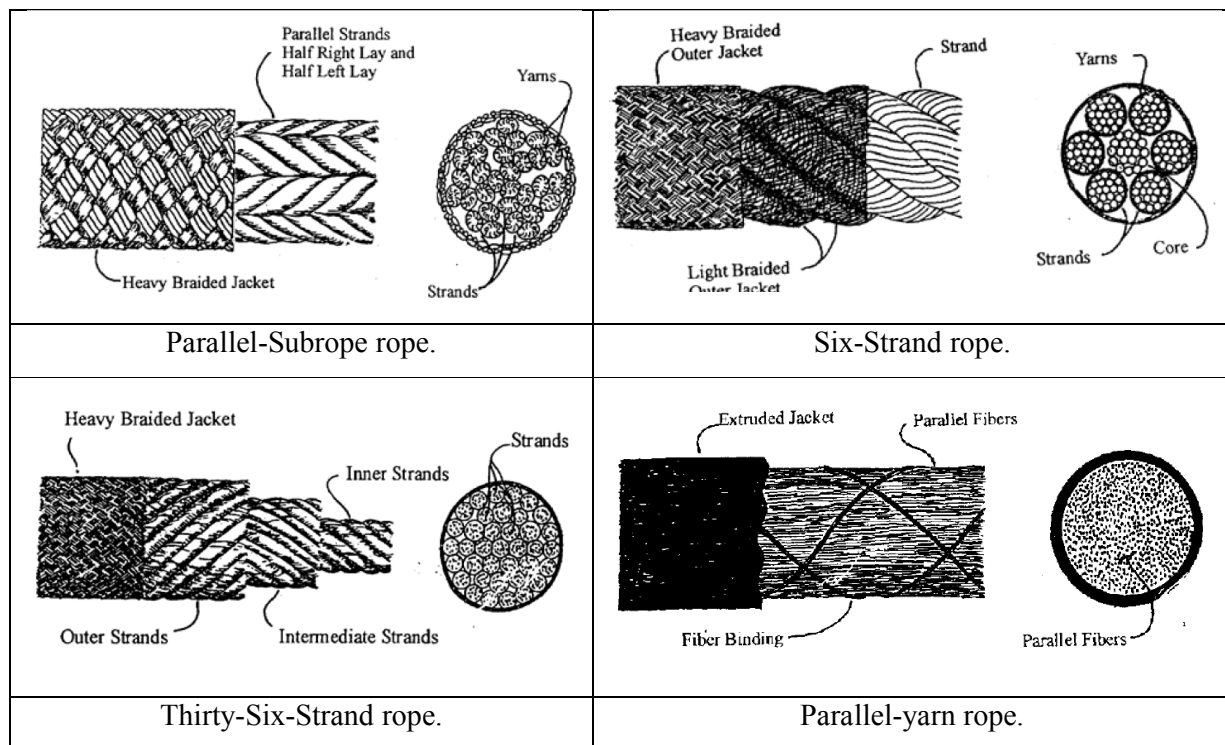 Parallel Strands
Half Right Lay and
Half Left Lay
Yarns
Heavy Braided Jacket
Strands
Parallel-Subrope rope.
Heavy Braided
Outer Jacket
Strand
Yarns
Light Braided
Outer Jacket
Strands
Core
Six-Strand rope.
Heavy Braided Jacket
Strands
Inner Strands
Outer Strands
Intermediate Strands
Thirty-Six-Strand rope.
Extruded Jacket
Parallel Fibers
Fiber Binding
Parallel Fibers
Parallel-yarn rope.